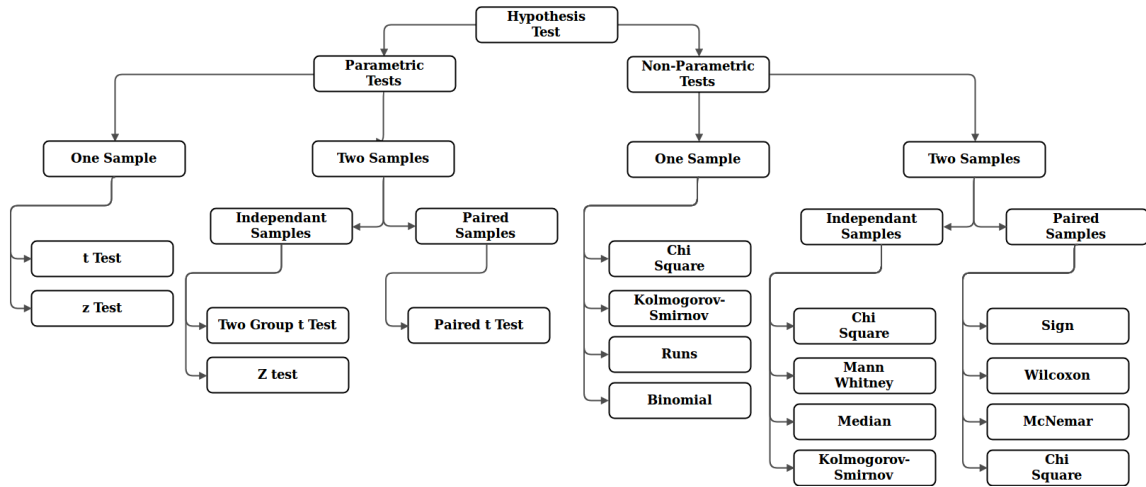 Hypothesis
Test
Parametric
Tests
Non-Parametric
Tests
One Sample
Two Samples
One Sample
Two Samples
Independant
Samples
Paired
Samples
Independant
Samples
Paired
Samples
t Test
z Test
Two Group t Test
Z test
Paired t Test
Chi
Square
Kolmogorov-
Smirnov
Runs
Binomial
Chi
Square
Mann
Whitney
Median
Kolmogorov-
Smirnov
Sign
Wilcoxon
McNemar
Chi
Square